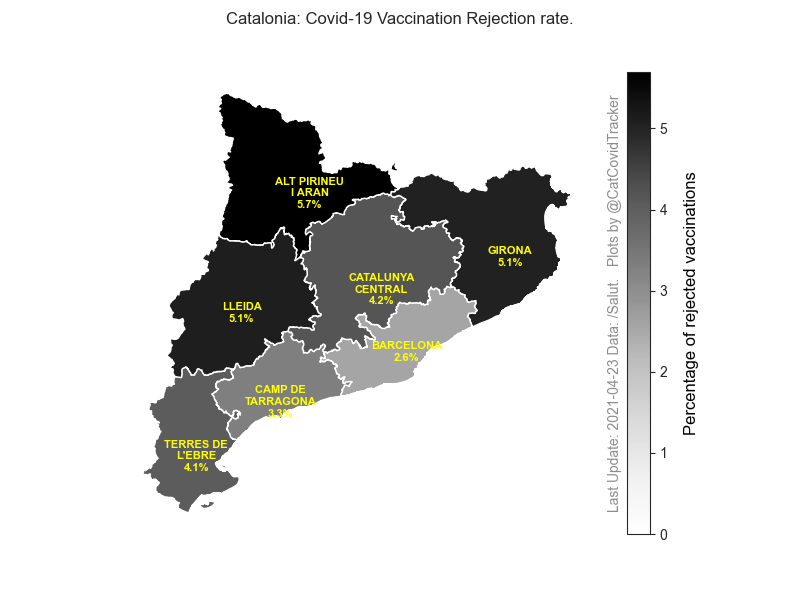 Catalonia: Covid-19 Vaccination Rejection rate.
ALT PIRINEU
I ARAN
5.7%
GIRONA
5.1%
CATALUNYA
CENTRAL
4.2%
LLEIDA
5.1%
BARCELONA
2.6%
CAMP DE
TARRAGONA
3.3%
TERRES DE
L'EBRE
4.1%
Last Update: 2021-04-23 Data: /Salut.   Plots by @CatCovidTracker
5
4
3
2
1
0
Percentage of rejected vaccinations